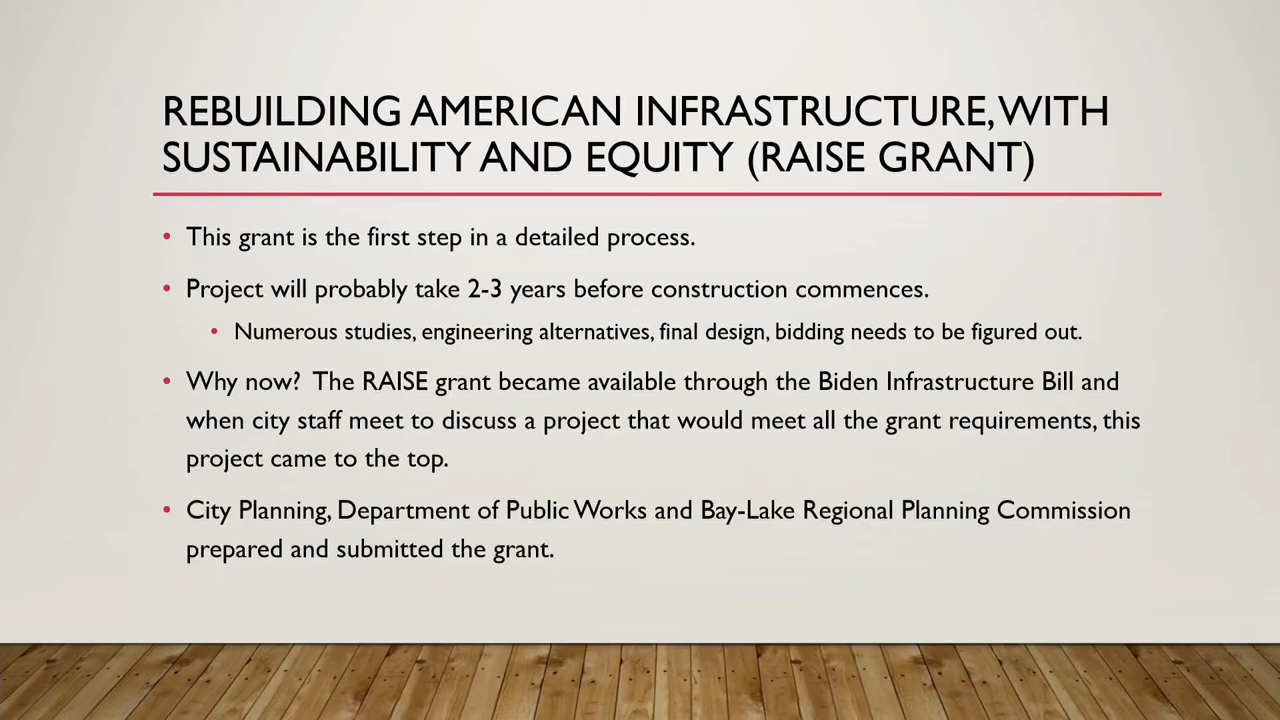 REBUILDING AMERICAN INFRASTRUCTURE, WITH
SUSTAINABILITY AND EQUITY (RAISE GRANT)
• This grant is the first step in a detailed process.
• Project will probably take 2-3 years before construction commences.
• Numerous studies, engineering alternatives, final design, bidding needs to be figured out.
• Why now?  The RAISE grant became available through the Biden Infrastructure Bill and
when city staff meet to discuss a project that would meet all the grant requirements, this
project came to the top.
• City Planning, Department of Public Works and Bay-Lake Regional Planning Commission
prepared and submitted the grant.